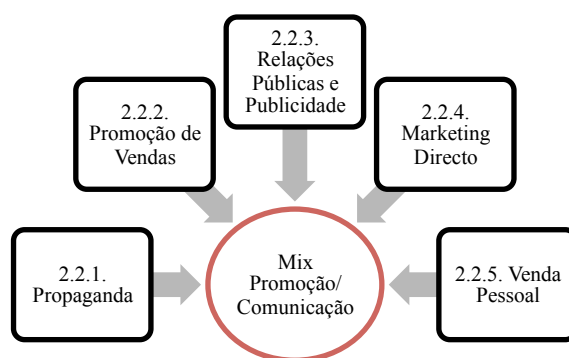 2.2.1.
Propaganda
2.2.2.
Promoção de
Vendas
2.2.3.
Relações
Públicas e
Publicidade
2.2.4.
Marketing
Directo
2.2.5. Venda
Pessoal
Mix
Promoção/
Comunicação